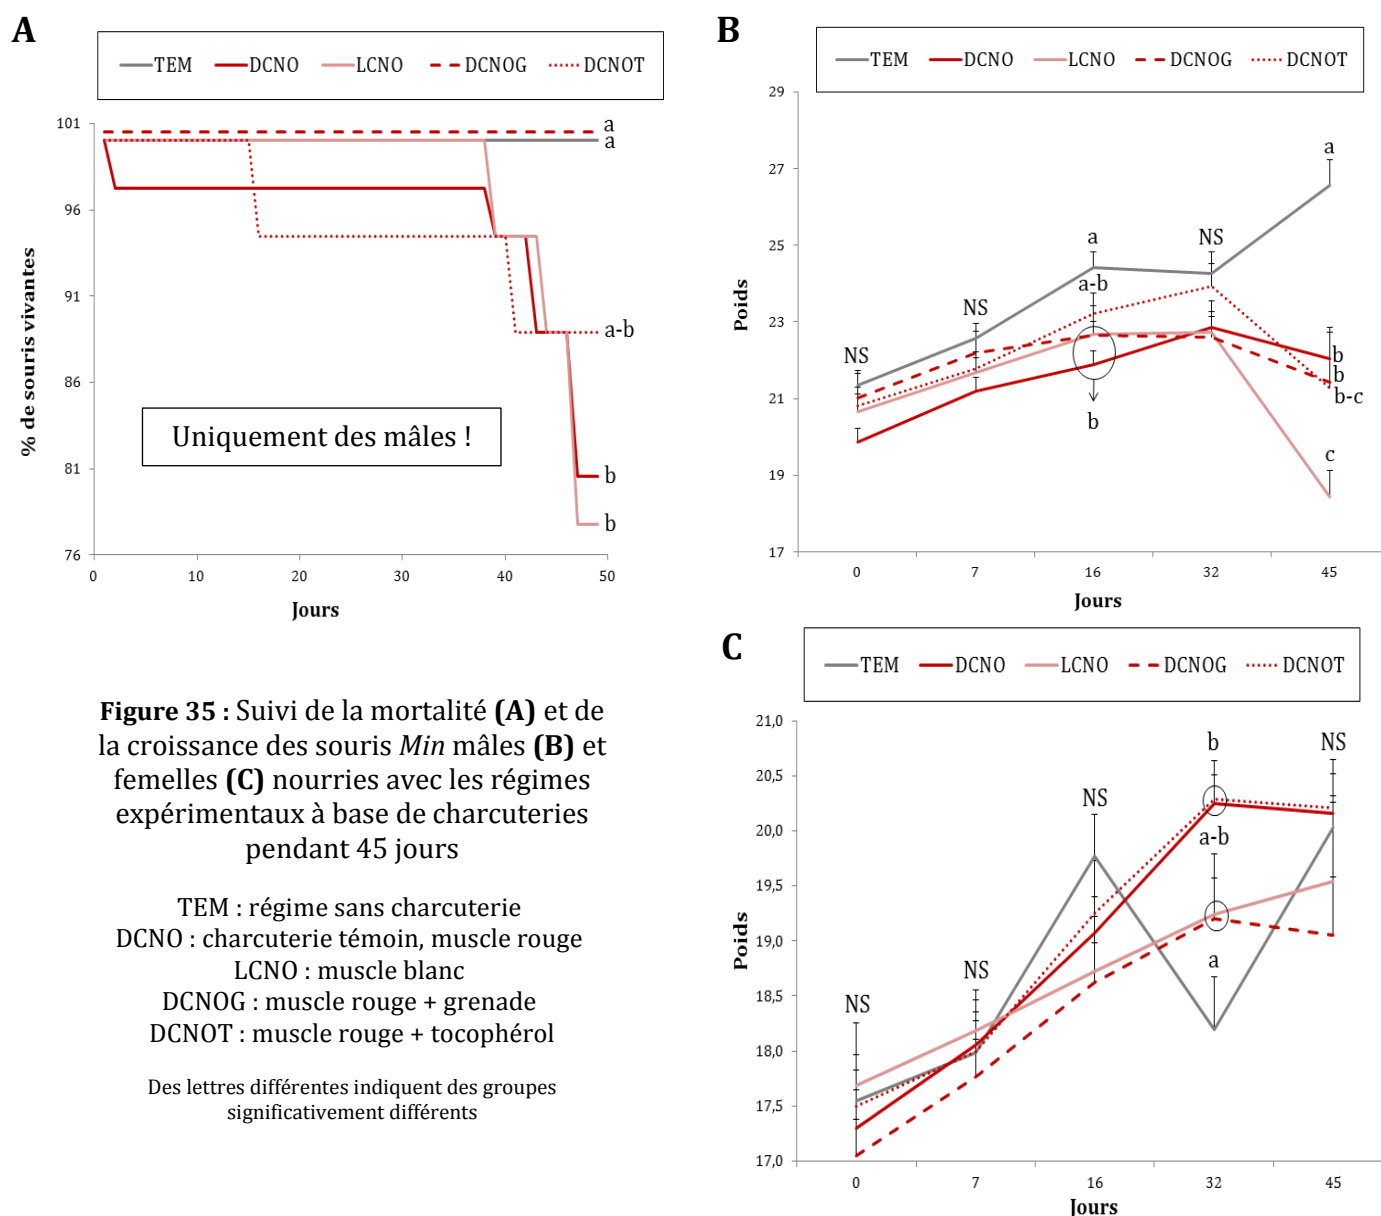 A
TEM DCNO LCNO DCNOG DCNOT
101
96
91
86
81
76
% de souris vivantes
0 10 20 30 40 50
Jours
a
a
a-b
b
b
Uniquement des mâles !
B
TEM DCNO LCNO DCNOG DCNOT
29
27
25
23
21
19
17
Poids
0 7 16 32 45
Jours
NS
NS
a
a-b
b
NS
a
b
b
b-c
c
Figure 35 : Suivi de la mortalité (A) et de
la croissance des souris Min mâles (B) et
femelles (C) nourries avec les régimes
expérimentaux à base de charcuteries
pendant 45 jours
TEM : régime sans charcuterie
DCNO : charcuterie témoin, muscle rouge
LCNO : muscle blanc
DCNOG : muscle rouge + grenade
DCNOT : muscle rouge + tocophérol
Des lettres différentes indiquent des groupes
significativement différents
C
TEM DCNO LCNO DCNOG DCNOT
21,0
20,5
20,0
19,5
19,0
18,5
18,0
17,5
17,0
Poids
0 7 16 32 45
Jours
NS
NS
NS
b
a-b
a
NS